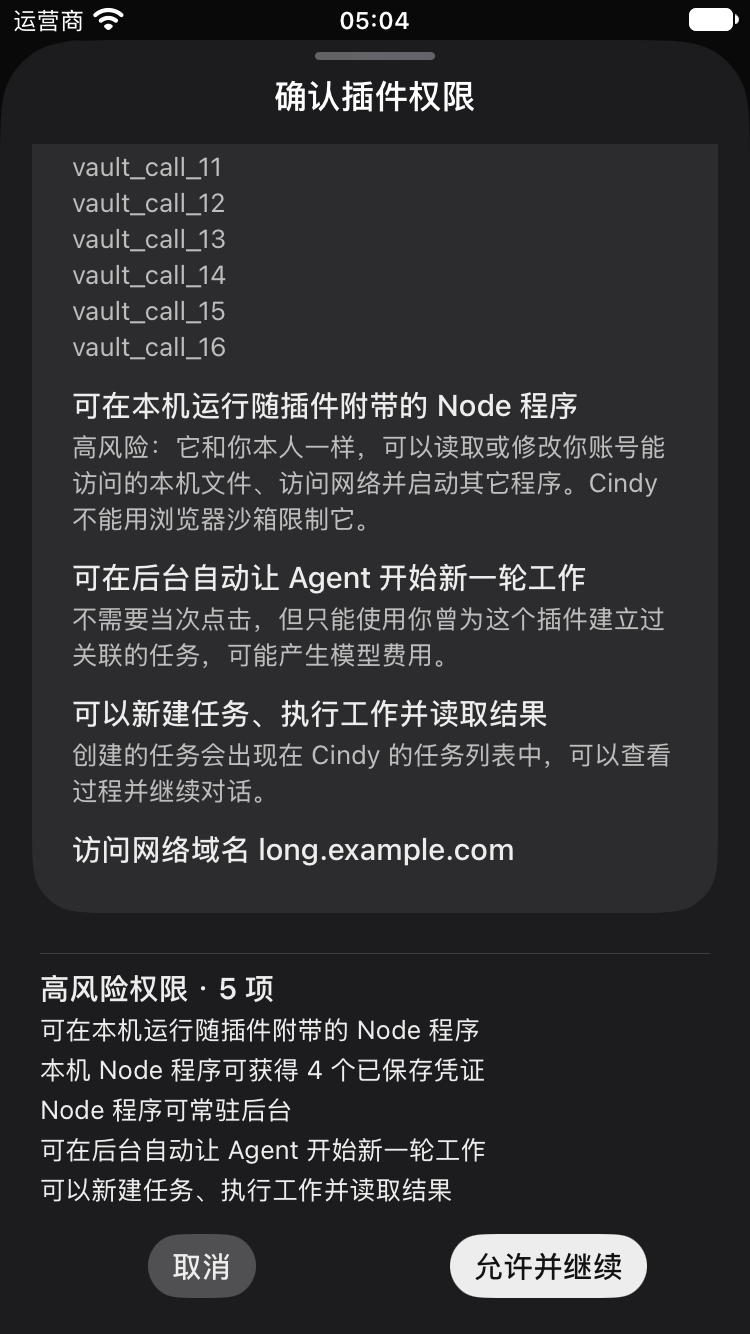 运营商
05:04
确认插件权限
vault_call_11
vault_call_12
vault_call_13
vault_call_14
vault_call_15
vault_call_16
可在本机运行随插件附带的 Node 程序
高风险：它和你本人一样，可以读取或修改你账号能
访问的本机文件、访问网络并启动其它程序。Cindy
不能用浏览器沙箱限制它。
可在后台自动让 Agent 开始新一轮工作
不需要当次点击，但只能使用你曾为这个插件建立过
关联的任务，可能产生模型费用。
可以新建任务、执行工作并读取结果
创建的任务会出现在 Cindy 的任务列表中，可以查看
过程并继续对话。
访问网络域名 long.example.com
高风险权限 · 5 项
可在本机运行随插件附带的 Node 程序
本机 Node 程序可获得 4 个已保存凭证
Node 程序可常驻后台
可在后台自动让 Agent 开始新一轮工作
可以新建任务、执行工作并读取结果
取消
允许并继续